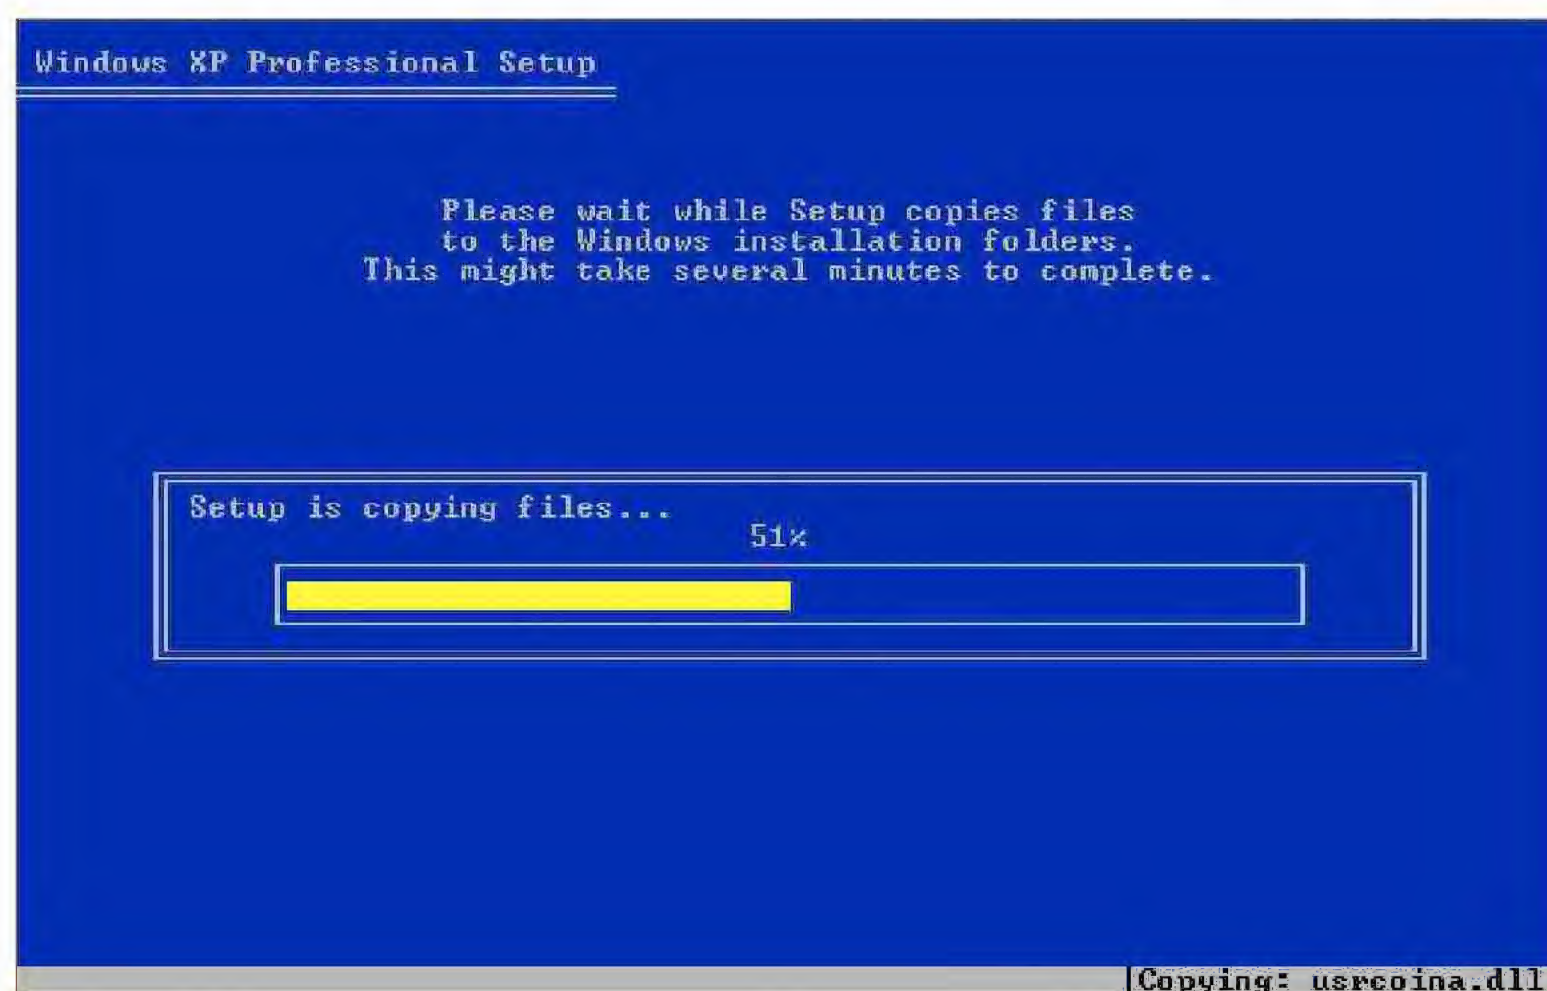 Windows XP Professional Setup
Please wait while Setup copies files
to the Windows installation folders.
This might take several minutes to complete.
Setup is copying files...
51%
Copying: usrcoina.dll